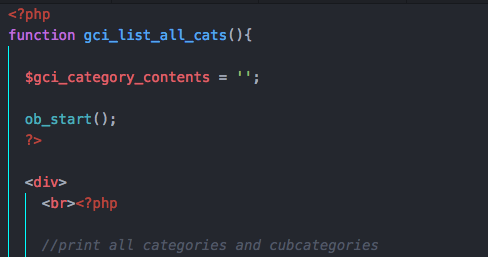 <?php
function gci_list_all_cats(){
$gci_category_contents = '';
ob_start();
?>
<div>
<br><?php
//print all categories and cubcategories